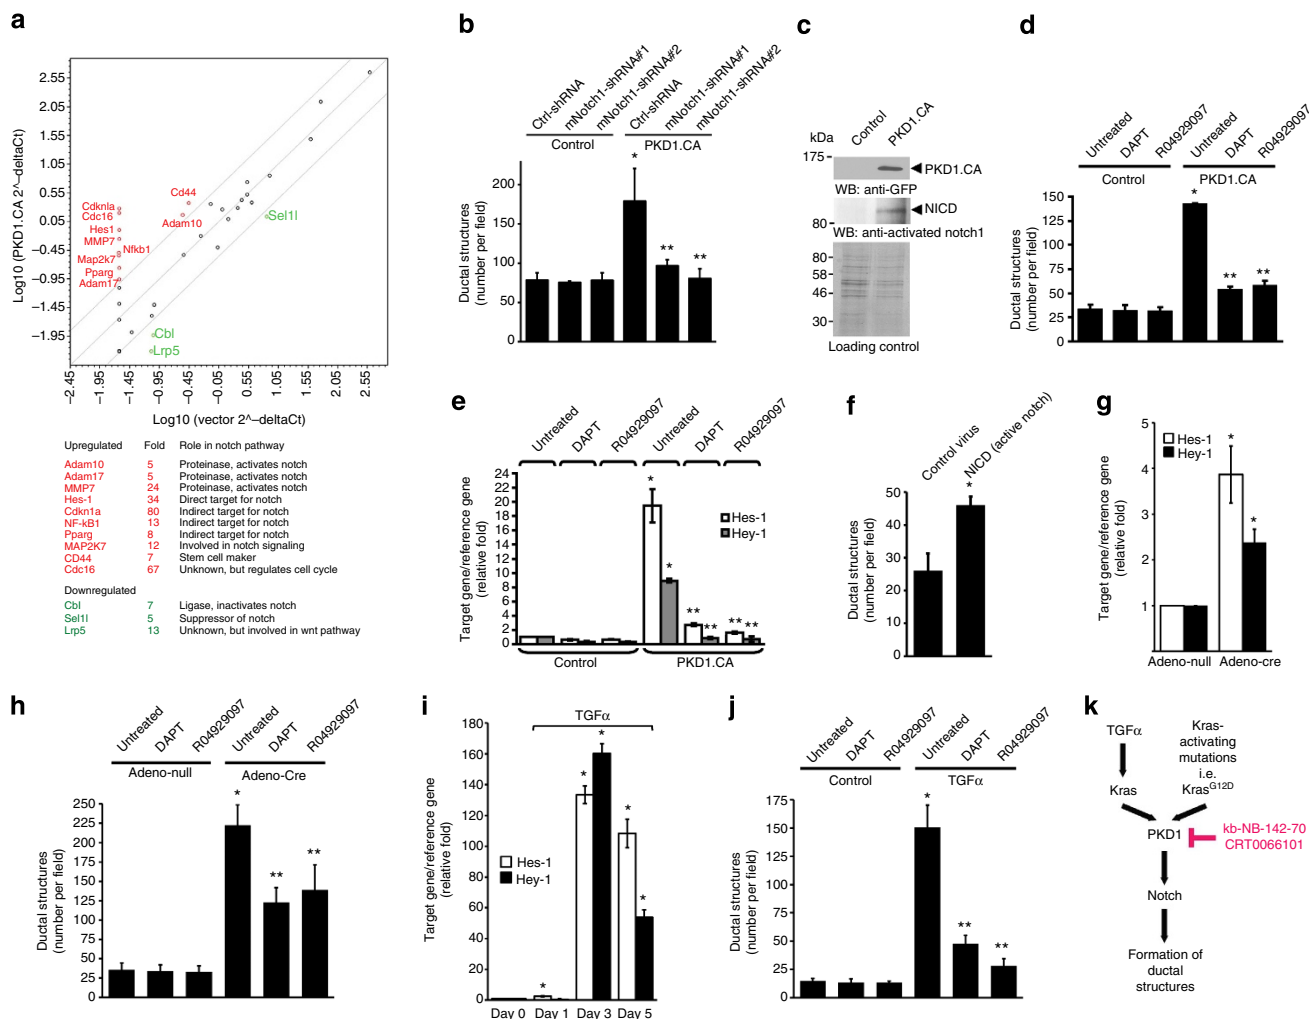 a
Log10 (PKD1.CA 2^–deltaCt)
2.55
2.05
1.55
1.05
0.55
0.05
–0.45
–0.95
–1.45
–1.95
Cd44
Cdknla
Cdc16
Adam10
Sel1l
Hes1
MMP7
Nfkb1
Map2k7
Pparg
Adam17
Cbl
Lrp5
–2.45
–1.95
–1.45
–0.95
–0.45
–0.05
0.55
1.05
1.55
2.05
2.55
Log10 (vector 2^–deltaCt)
Upregulated Fold Role in notch pathway
Adam10 5 Proteinase, activates notch
Adam17 5 Proteinase, activates notch
MMP7 24 Proteinase, activates notch
Hes-1 34 Direct target for notch
Cdkn1a 80 Indirect target for notch
NF-kB1 13 Indirect target for notch
Pparg 8 Indirect target for notch
MAP2K7 12 Involved in notch signaling
CD44 7 Stem cell maker
Cdc16 67 Unknown, but regulates cell cycle
Downregulated
Cbl 7 Ligase, inactivates notch
Sel1l 5 Suppressor of notch
Lrp5 13 Unknown, but involved in wnt pathway
b
Ctrl-shRNA
mNotch1-shRNA#1
mNotch1-shRNA#2
Ctrl-shRNA
mNotch1-shRNA#1
mNotch1-shRNA#2
Control PKD1.CA
Ductal structures
(number per field)
200
150
100
50
0
*
**
**
c
Control
PKD1.CA
kDa
175
PKD1.CA
WB: anti-GFP
NICD
80
WB: anti-activated notch1
80
58
46
30
Loading control
d
Untreated
DAPT
R04929097
Untreated
DAPT
R04929097
Control PKD1.CA
Ductal structures
(number per field)
150
125
100
75
50
25
0
*
**
**
e
Untreated
DAPT
R04929097
Untreated
DAPT
R04929097
Target gene/reference gene
(relative fold)
24
22
20
18
16
14
12
10
8
6
4
2
0
Hes-1
Hey-1
*
*
**
**
**
**
Control PKD1.CA
f
Control virus
NICD (active notch)
Ductal structures
(number per field)
50
40
30
20
10
0
*
g
Target gene/reference gene
(relative fold)
5
4
3
2
1
Hes-1
Hey-1
*
*
Adeno-null Adeno-cre
h
Untreated
DAPT
R04929097
Untreated
DAPT
R04929097
Adeno-null Adeno-Cre
Ductal structures
(number per field)
250
225
200
175
150
125
100
75
50
25
0
*
**
**
i
TGFα
Target gene/reference gene
(relative fold)
180
160
140
120
100
80
60
40
20
0
Hes-1
Hey-1
*
*
*
*
*
Day 0 Day 1 Day 3 Day 5
j
Untreated
DAPT
R04929097
Untreated
DAPT
R04929097
Control TGFα
Ductal structures
(number per field)
175
150
125
100
75
50
25
0
*
**
**
k
TGFα
Kras-
activating
mutations
i.e.
Kras^G12D
Kras
PKD1
kb-NB-142-70
CRT0066101
Notch
Formation of
ductal
structures